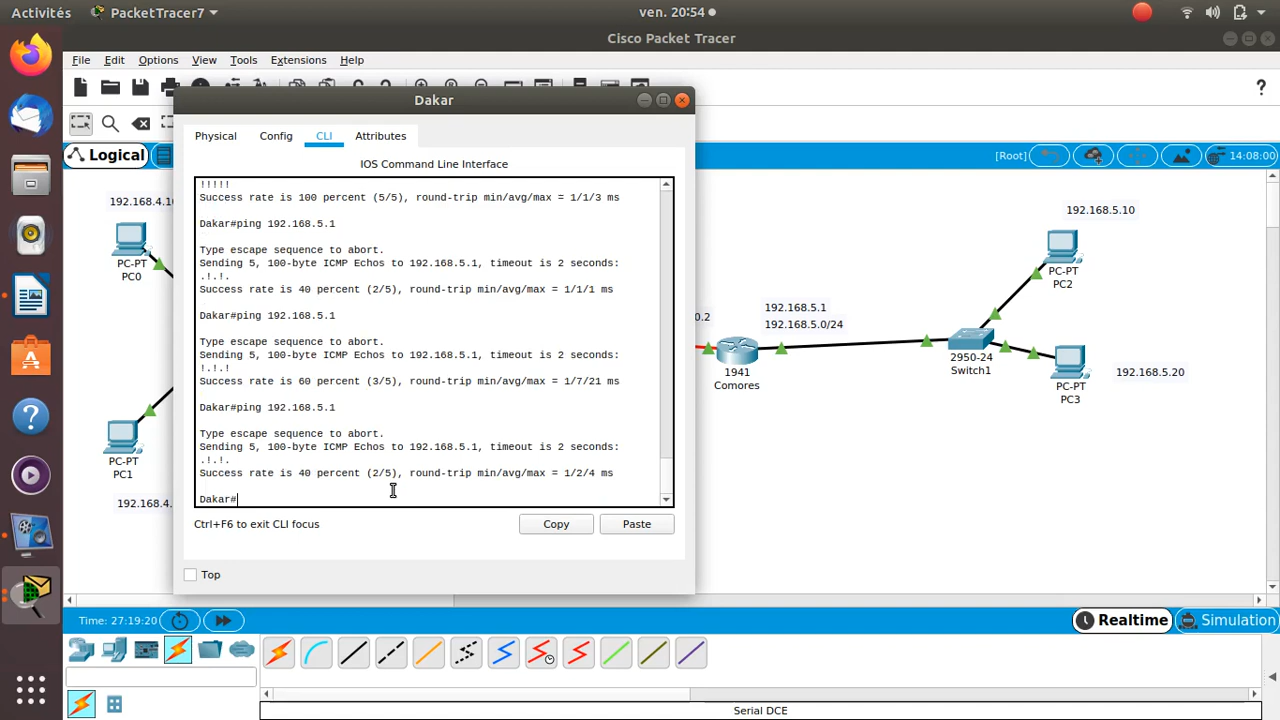 Activités
PacketTracer7
ven. 20:54
Cisco Packet Tracer
File Edit Options View Tools Extensions Help
?
Logical
[Root]
14:08:00
Dakar
Physical Config CLI Attributes
IOS Command Line Interface
!!!!!
Success rate is 100 percent (5/5), round-trip min/avg/max = 1/1/3 ms
Dakar#ping 192.168.5.1
Type escape sequence to abort.
Sending 5, 100-byte ICMP Echos to 192.168.5.1, timeout is 2 seconds:
.!.!.
Success rate is 40 percent (2/5), round-trip min/avg/max = 1/1/1 ms
Dakar#ping 192.168.5.1
Type escape sequence to abort.
Sending 5, 100-byte ICMP Echos to 192.168.5.1, timeout is 2 seconds:
!.!.!
Success rate is 60 percent (3/5), round-trip min/avg/max = 1/7/21 ms
Dakar#ping 192.168.5.1
Type escape sequence to abort.
Sending 5, 100-byte ICMP Echos to 192.168.5.1, timeout is 2 seconds:
.!.!.
Success rate is 40 percent (2/5), round-trip min/avg/max = 1/2/4 ms
Dakar#
Ctrl+F6 to exit CLI focus
Copy
Paste
Top
192.168.4.10
PC-PT
PC0
PC-PT
PC1
192.168.4.
0.2
192.168.5.1
192.168.5.0/24
1941
Comores
2950-24
Switch1
192.168.5.10
PC-PT
PC2
PC-PT
PC3
192.168.5.20
Time: 27:19:20
Realtime
Simulation
Serial DCE